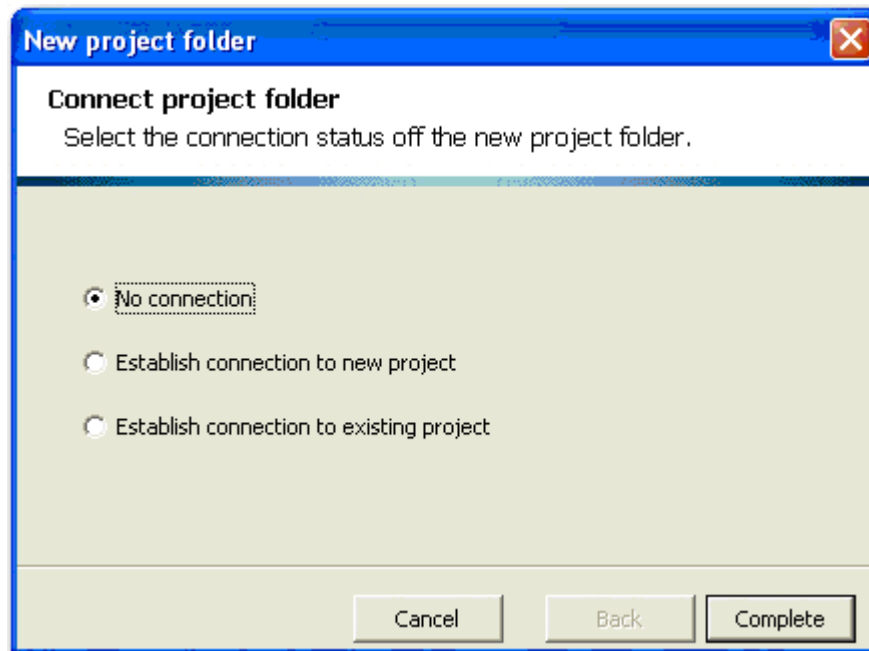 New project folder
Connect project folder
Select the connection status off the new project folder.
No connection
Establish connection to new project
Establish connection to existing project
Cancel
Back
Complete